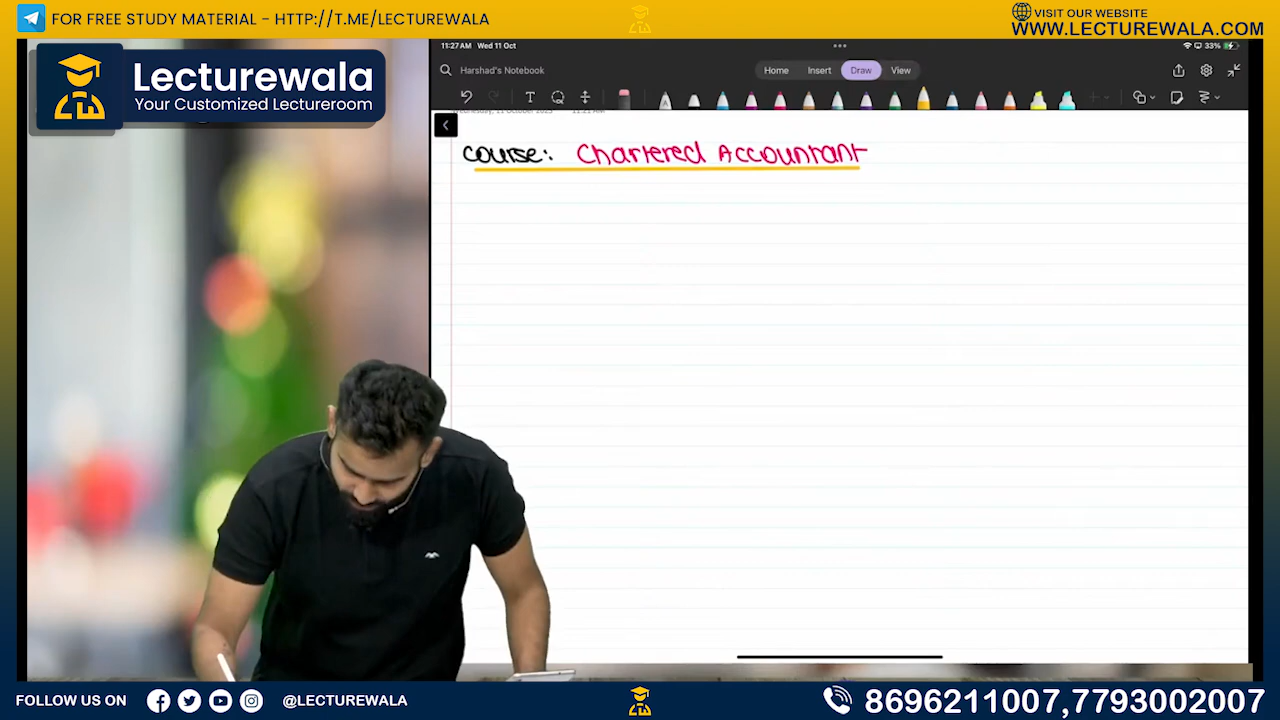 FOR FREE STUDY MATERIAL - HTTP://T.ME/LECTUREWALA
VISIT OUR WEBSITE
WWW.LECTUREWALA.COM
Lecturewala
Your Customized Lectureroom
11:27 AM Wed 11 Oct
33%
Harshad's Notebook
Home Insert Draw View
Course: Chartered Accountant
FOLLOW US ON
@LECTUREWALA
8696211007,7793002007